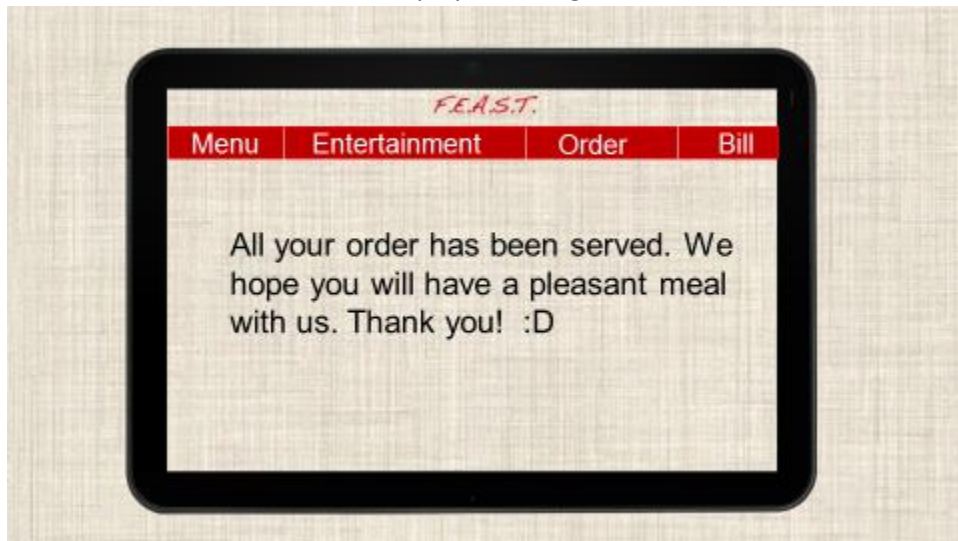 F.E.A.S.T.
Menu Entertainment Order Bill
All your order has been served. We
hope you will have a pleasant meal
with us. Thank you! :D